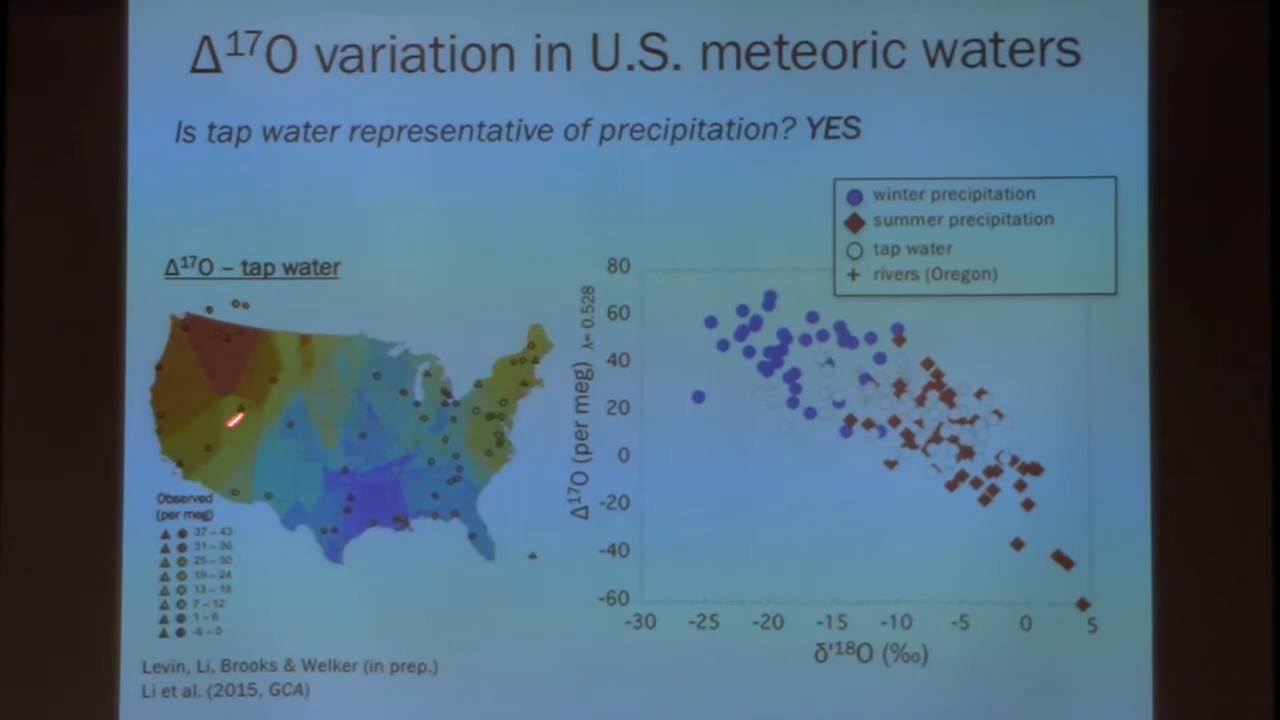 Δ¹⁷O variation in U.S. meteoric waters
Is tap water representative of precipitation? YES
winter precipitation
summer precipitation
tap water
rivers (Oregon)
Δ¹⁷O – tap water
Observed
(per meg)
37 – 43
31 – 36
25 – 30
19 – 24
13 – 18
7 – 12
1 – 6
-6 – 0
Δ¹⁷O (per meg) λ= 0.528
80
60
40
20
0
-20
-40
-60
-30 -25 -20 -15 -10 -5 0 5
δ'¹⁸O (‰)
Levin, Li, Brooks & Welker (in prep.)
Li et al. (2015, GCA)